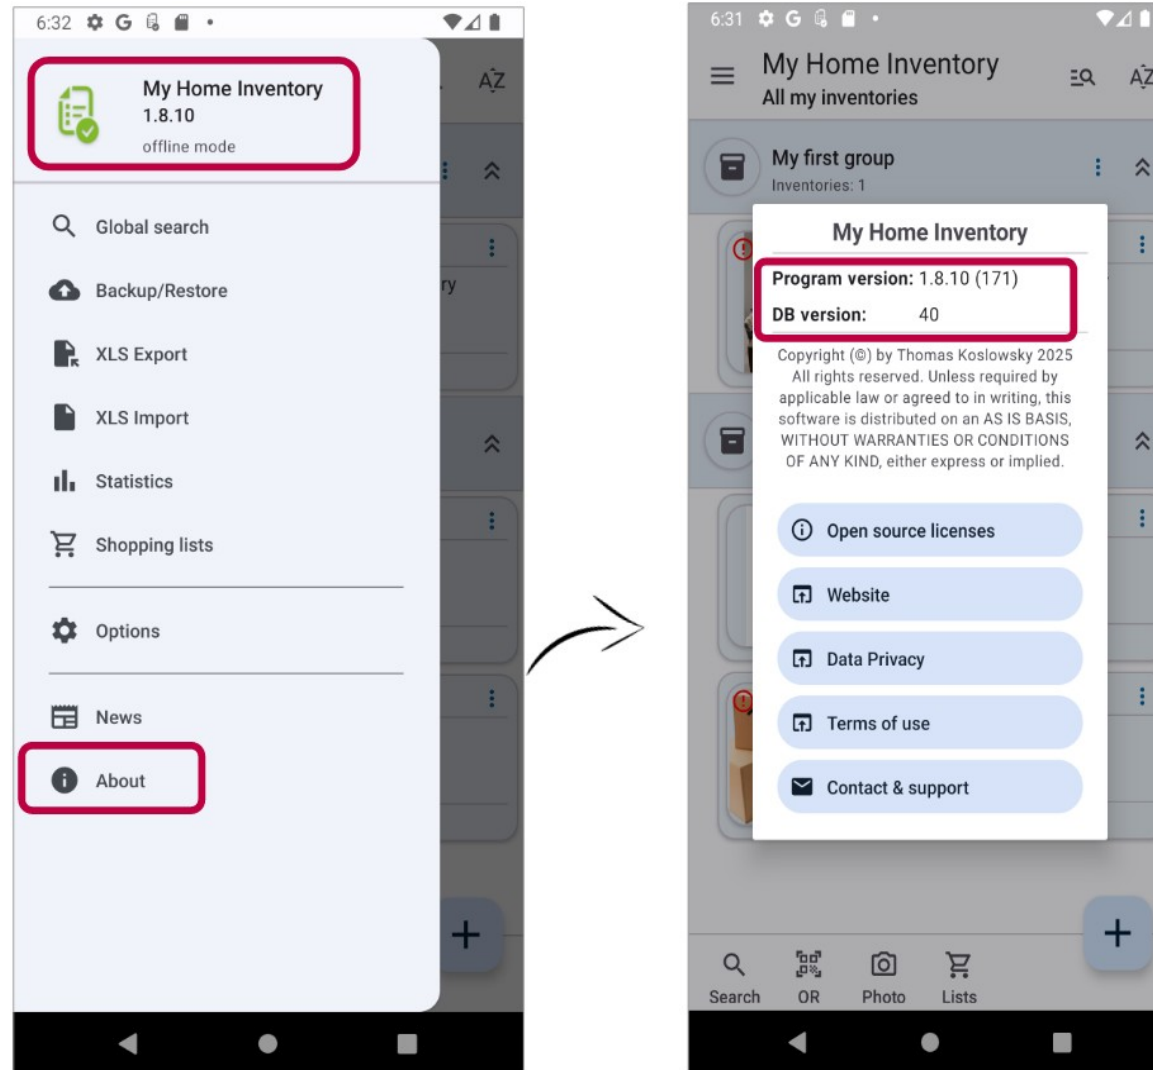 6:32
My Home Inventory
1.8.10
offline mode
Global search
Backup/Restore
XLS Export
XLS Import
Statistics
Shopping lists
Options
News
About
AZ
ry
6:31
My Home Inventory
All my inventories
AZ
My first group
Inventories: 1
My Home Inventory
Program version: 1.8.10 (171)
DB version: 40
Copyright (©) by Thomas Koslowsky 2025
All rights reserved. Unless required by
applicable law or agreed to in writing, this
software is distributed on an AS IS BASIS,
WITHOUT WARRANTIES OR CONDITIONS
OF ANY KIND, either express or implied.
Open source licenses
Website
Data Privacy
Terms of use
Contact & support
Search
QR
Photo
Lists